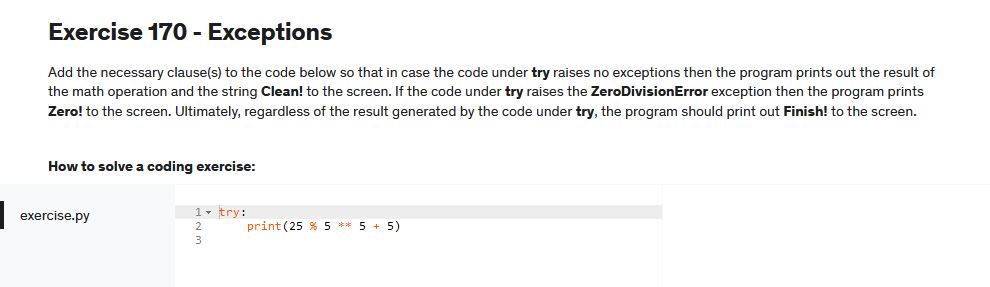 Exercise 170 - Exceptions
Add the necessary clause(s) to the code below so that in case the code under try raises no exceptions then the program prints out the result of
the math operation and the string Clean! to the screen. If the code under try raises the ZeroDivisionError exception then the program prints
Zero! to the screen. Ultimately, regardless of the result generated by the code under try, the program should print out Finish! to the screen.
How to solve a coding exercise:
exercise.py
1 try:
2 print(25 % 5 ** 5 + 5)
3